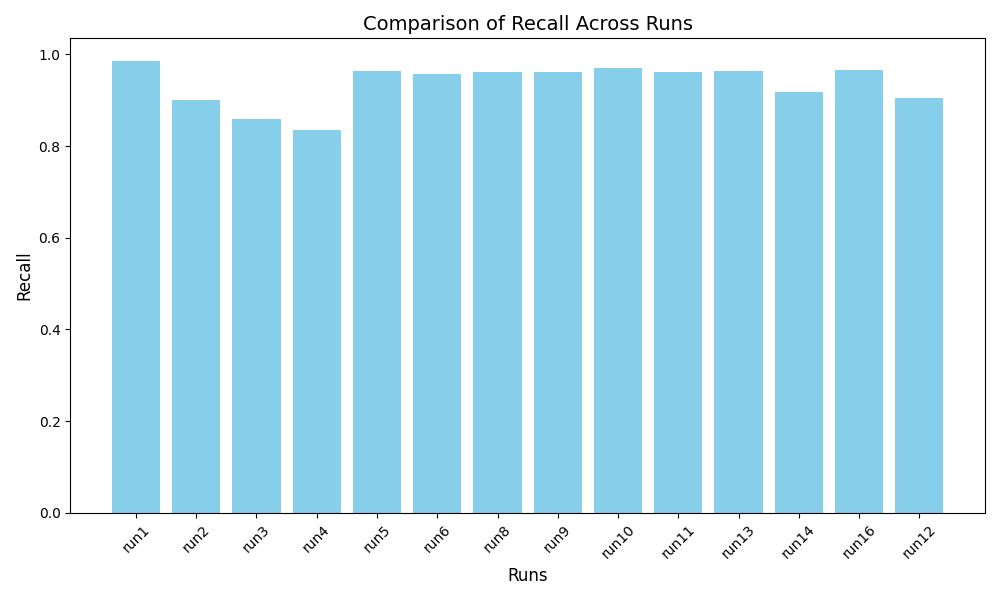 Comparison of Recall Across Runs
1.0
0.8
0.6
0.4
0.2
0.0
Recall
run1 run2 run3 run4 run5 run6 run8 run9 run10 run11 run13 run14 run16 run12
Runs